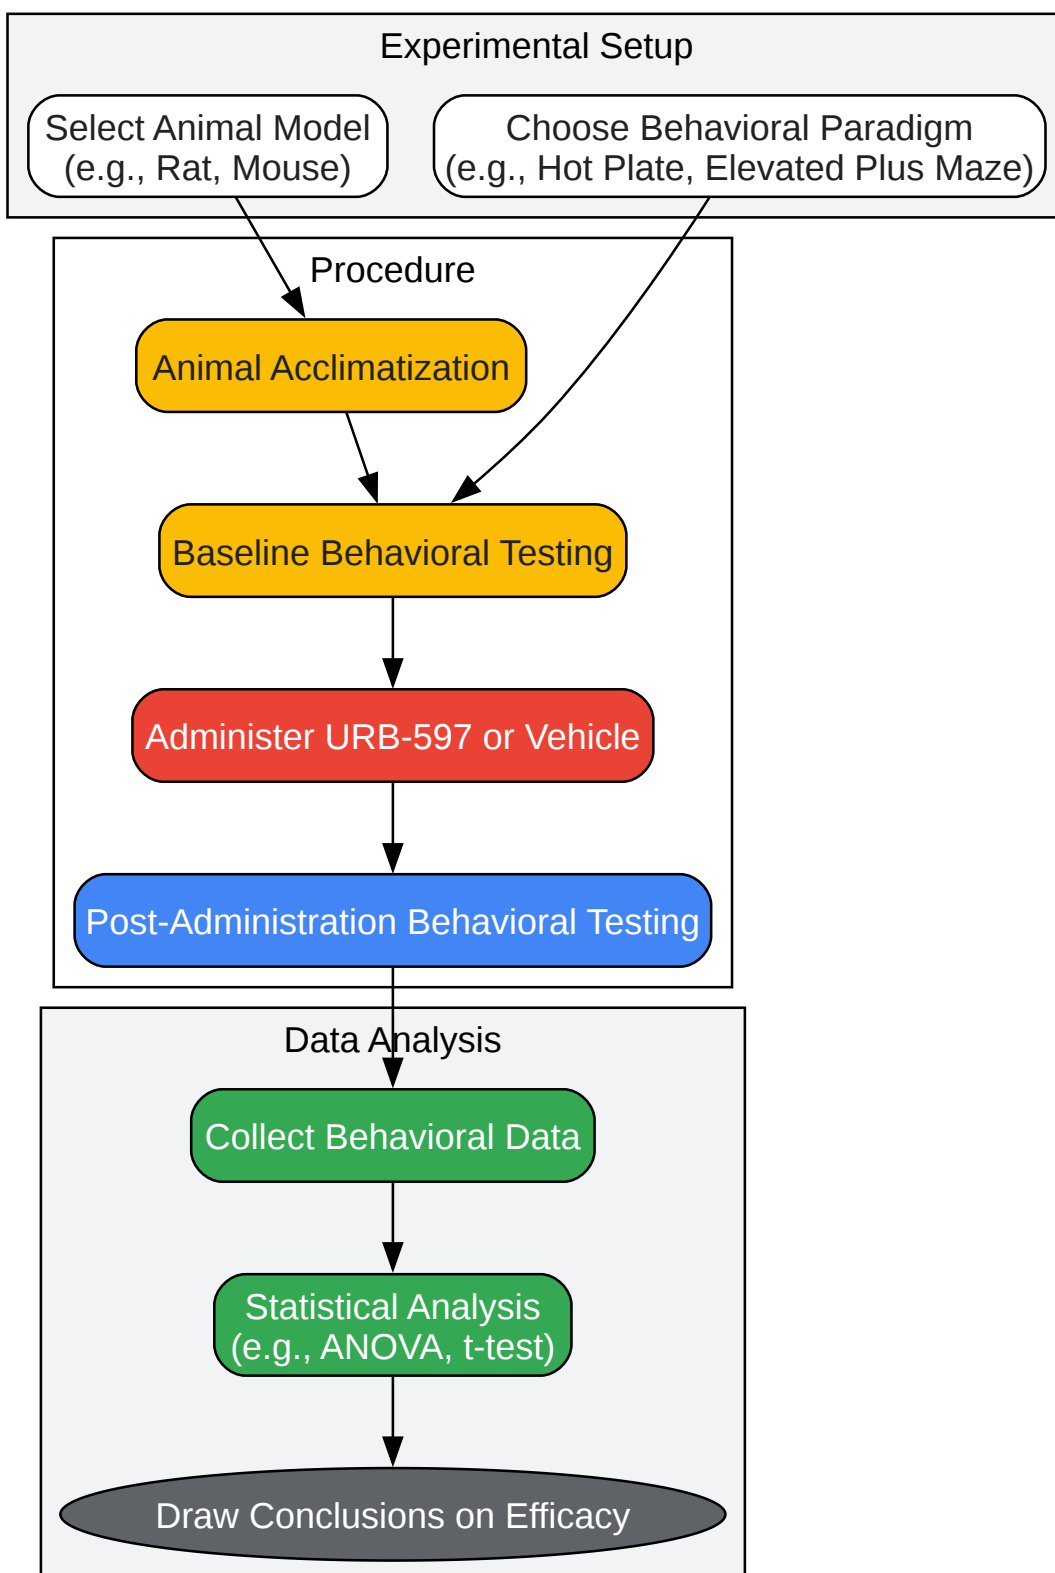 Experimental Setup
Select Animal Model
(e.g., Rat, Mouse)
Choose Behavioral Paradigm
(e.g., Hot Plate, Elevated Plus Maze)
Procedure
Animal Acclimatization
Baseline Behavioral Testing
Administer URB-597 or Vehicle
Post-Administration Behavioral Testing
Data Analysis
Collect Behavioral Data
Statistical Analysis
(e.g., ANOVA, t-test)
Draw Conclusions on Efficacy